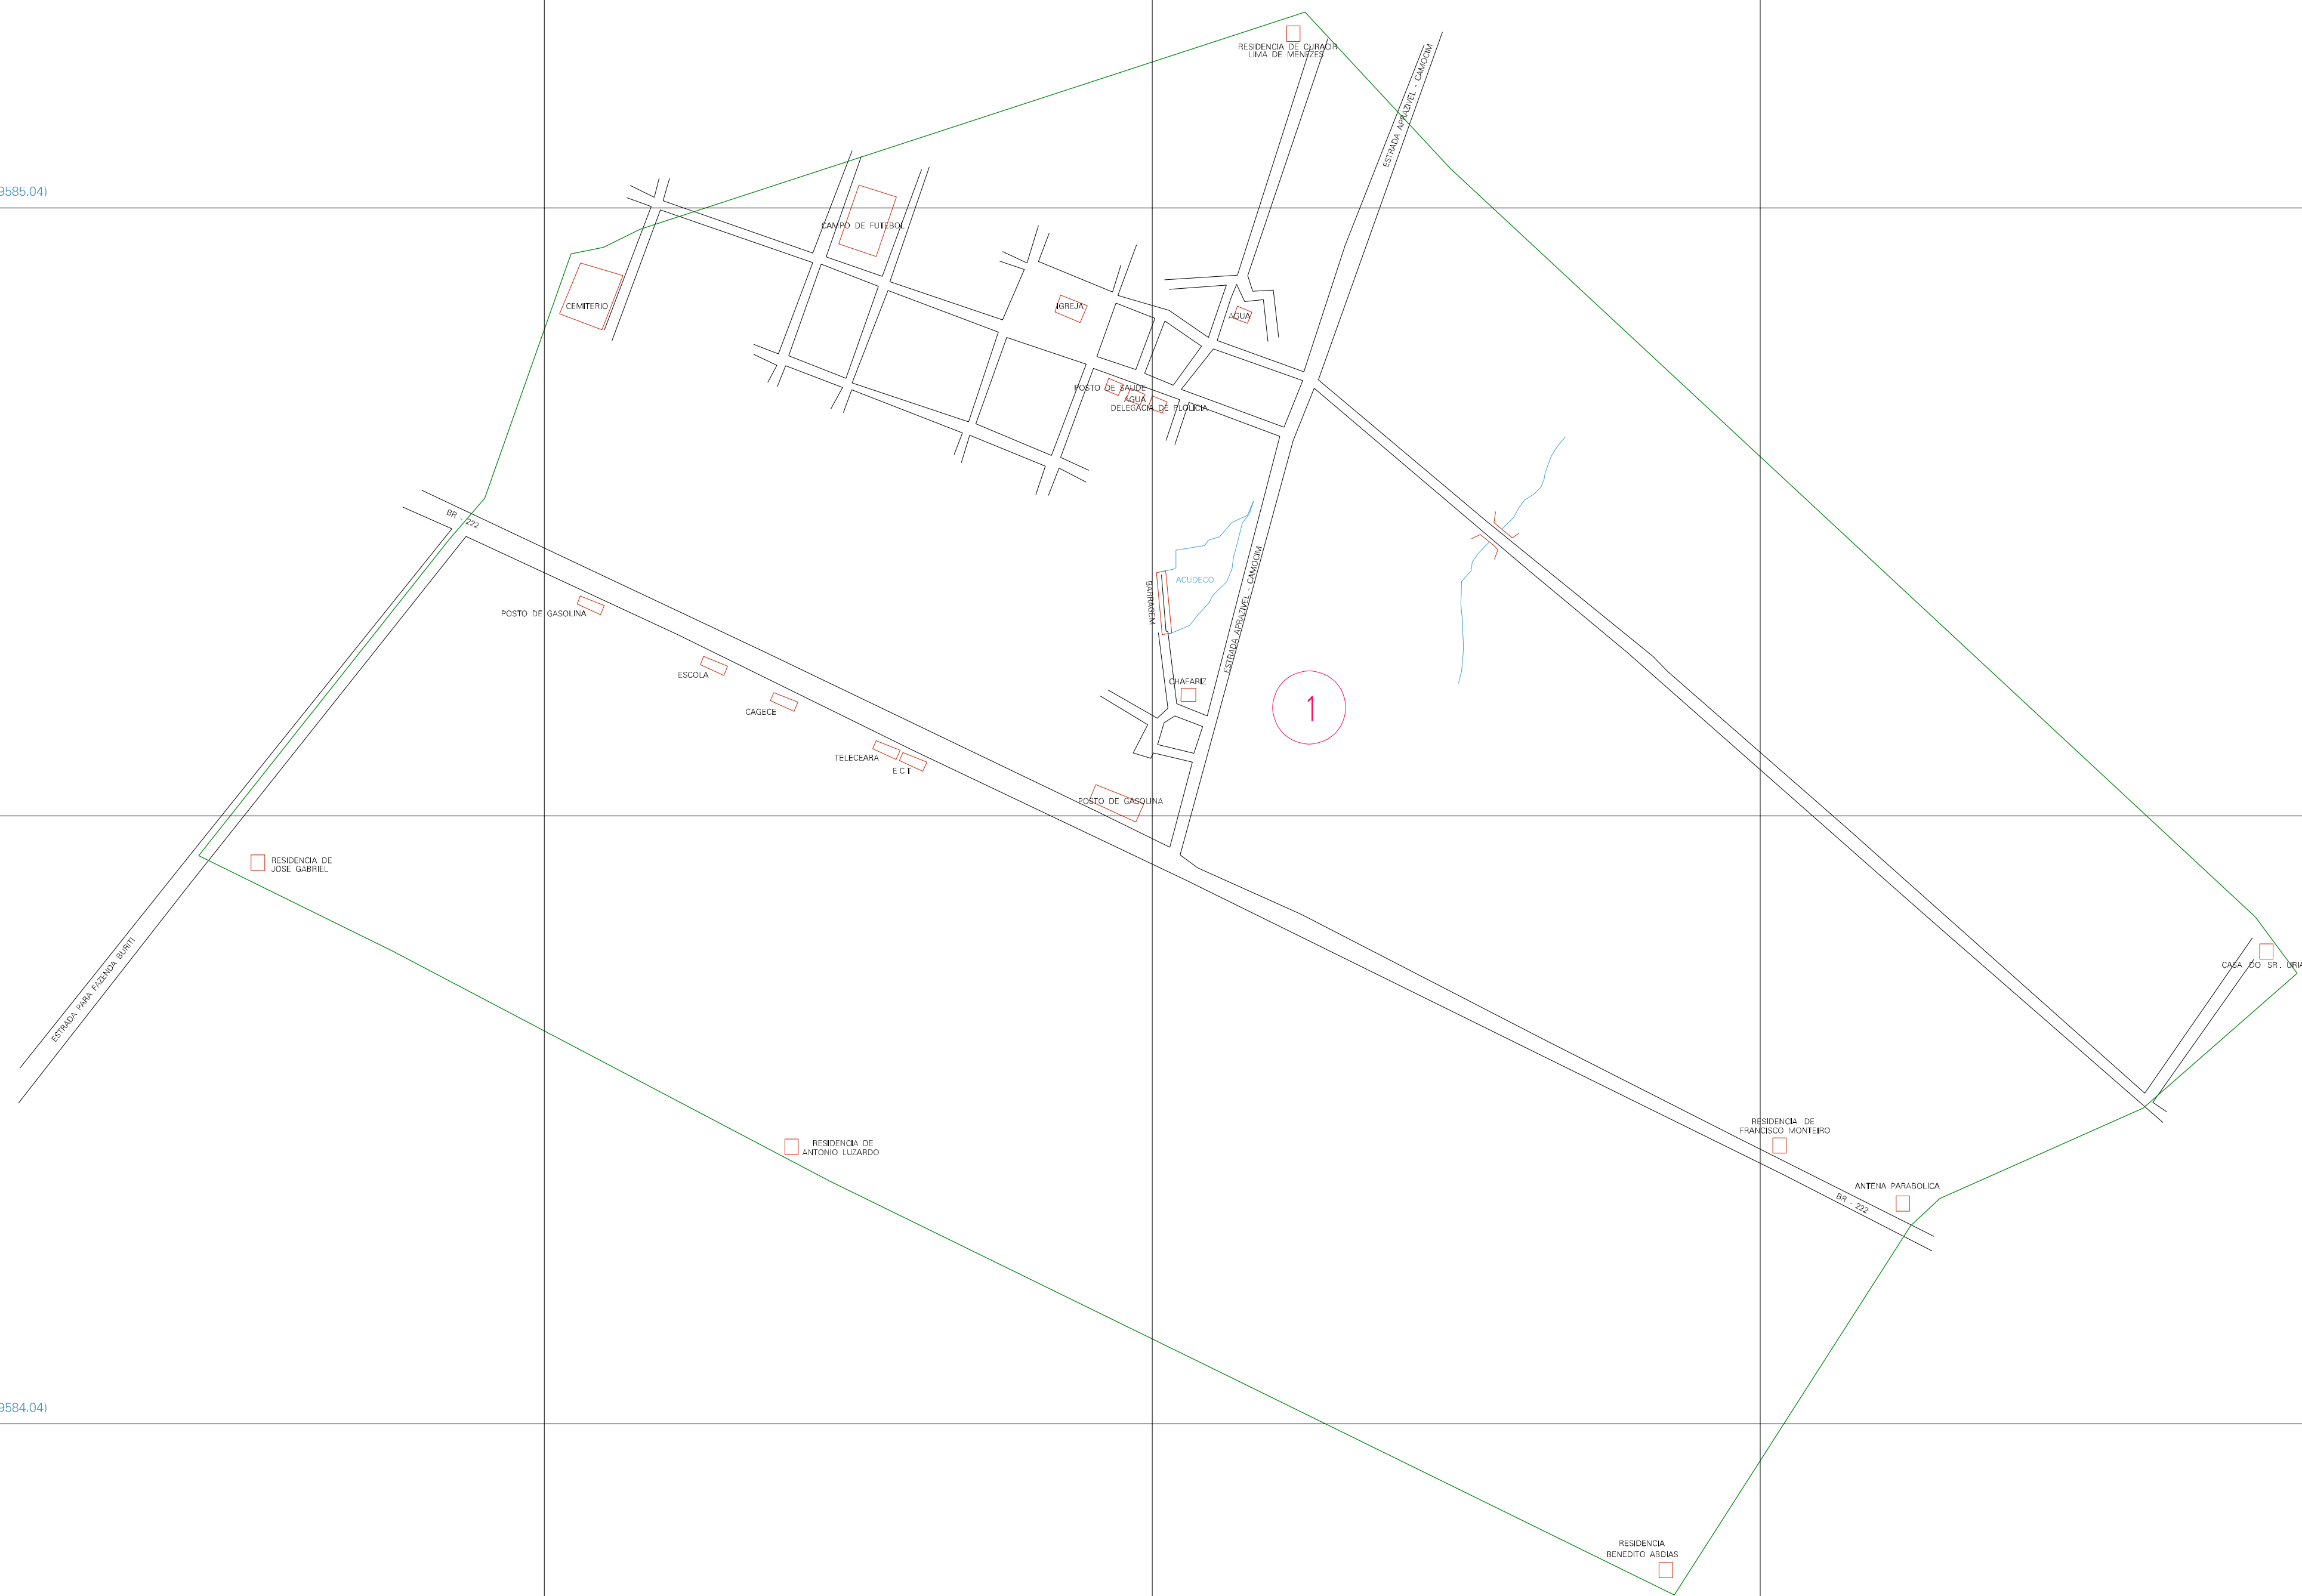 RESIDENCIA DE CURACIR
LIMA DE MENEZES
ESTRADA APRAZIVEL - CAMOCIM
9585.04)
CAMPO DE FUTEBOL
CEMITERIO
IGREJA
AGUA
POSTO DE SAUDE
AGUA
DELEGACIA DE PLOLICIA
BR - 222
ACUDECO
BARRAGEM
ESTRADA APRAZIVEL - CAMOCIM
POSTO DE GASOLINA
ESCOLA
CHAFARIZ
1
CAGECE
TELECEARA
E C T
POSTO DE GASOLINA
RESIDENCIA DE
JOSE GABRIEL
ESTRADA PARA FAZENDA BURITI
CASA DO SR. URIA
RESIDENCIA DE
FRANCISCO MONTEIRO
RESIDENCIA DE
ANTONIO LUZARDO
ANTENA PARABOLICA
BR - 222
9584.04)
RESIDENCIA
BENEDITO ABDIAS